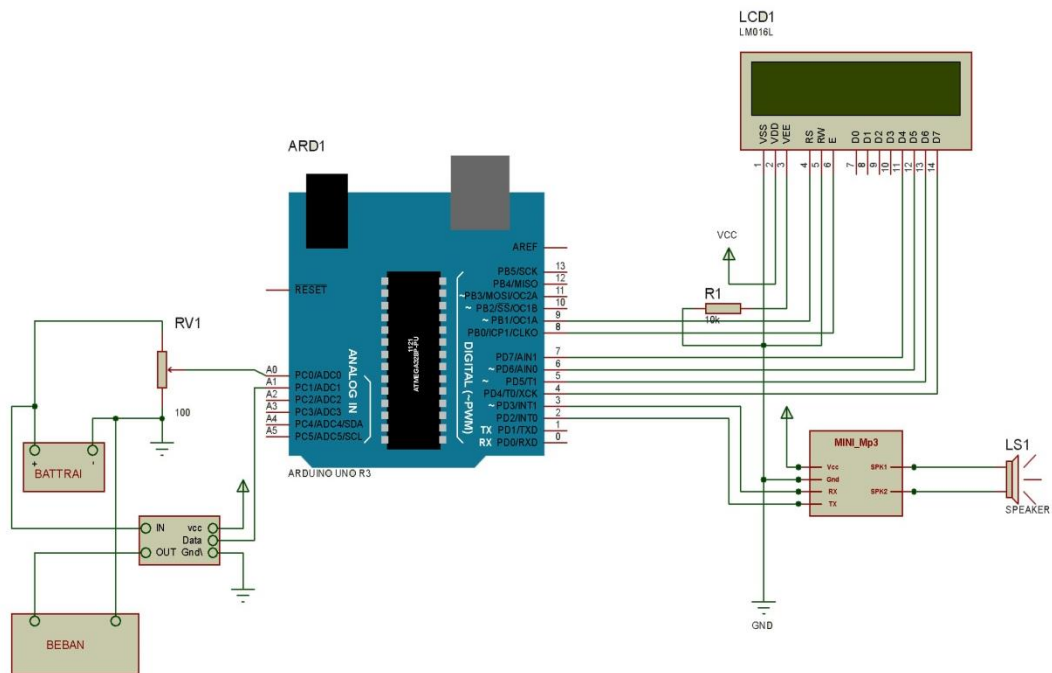 LCD1
LM016L
VSS
VDD
VEE
RS
RW
E
D0
D1
D2
D3
D4
D5
D6
D7
1
2
3
4
5
6
7
8
9
10
11
12
13
14
VCC
R1
10k
ARD1
RESET
AREF
PB5/SCK 13
PB4/MISO 12
~PB3/MOSI/OC2A 11
~ PB2/SS/OC1B 10
~ PB1/OC1A 9
PB0/ICP1/CLKO 8
PD7/AIN1 7
~ PD6/AIN0 6
~ PD5/T1 5
PD4/T0/XCK 4
~ PD3/INT1 3
PD2/INT0 2
TX PD1/TXD 1
RX PD0/RXD 0
DIGITAL (~PWM)
1121
ATMEGA328P-PU
ANALOG IN
A0 PC0/ADC0
A1 PC1/ADC1
A2 PC2/ADC2
A3 PC3/ADC3
A4 PC4/ADC4/SDA
A5 PC5/ADC5/SCL
ARDUINO UNO R3
RV1
100
+ -
BATTRAI
IN vcc
Data
OUT Gnd\
BEBAN
MINI_Mp3
Vcc SPK1
Gnd
RX SPK2
TX
LS1
SPEAKER
GND